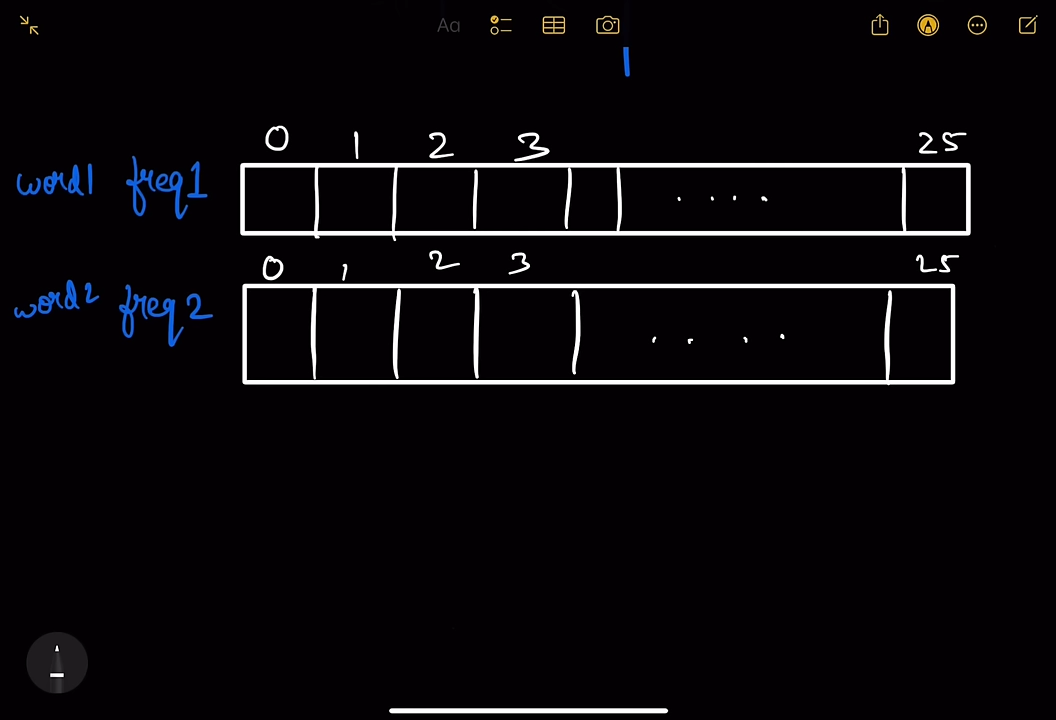 Aa
0 1 2 3 25
word1 freq1
....
0 1 2 3 25
word2 freq2
....